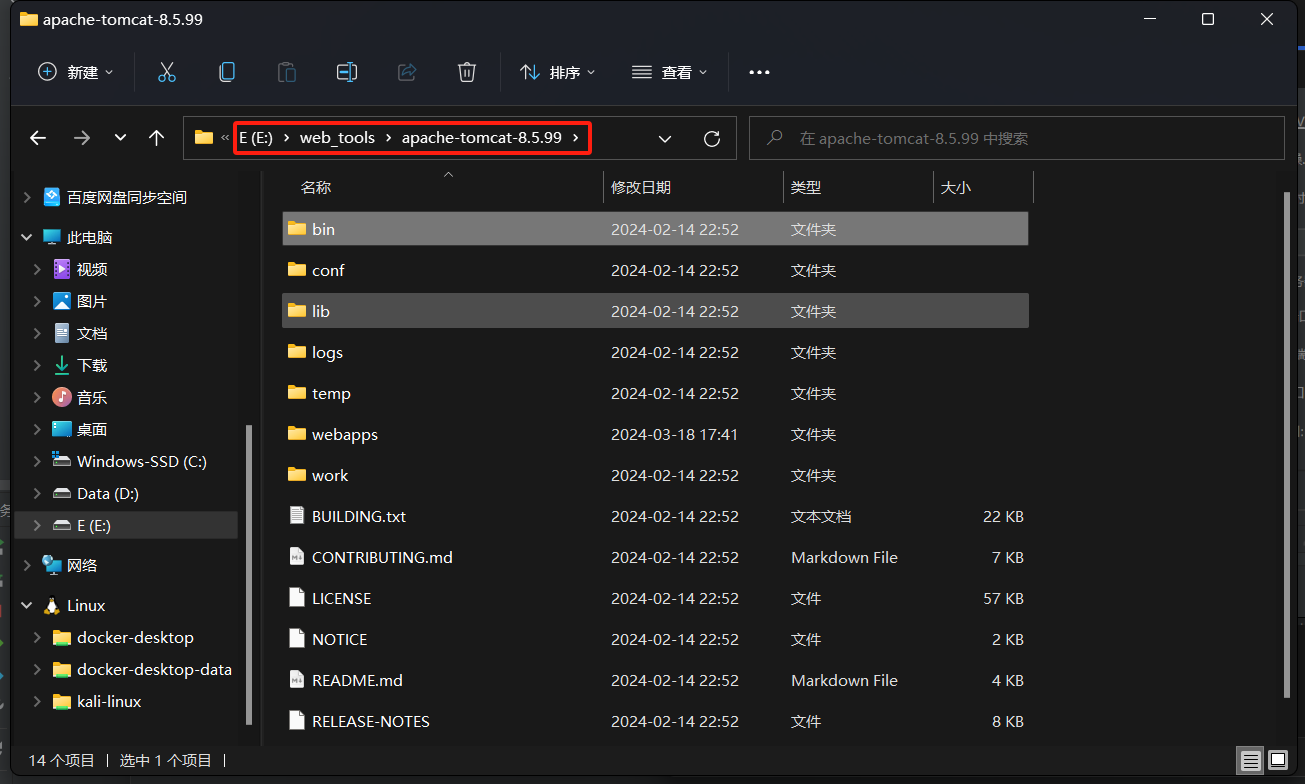 apache-tomcat-8.5.99
新建 排序 查看
« E (E:) > web_tools > apache-tomcat-8.5.99 >
在 apache-tomcat-8.5.99 中搜索
百度网盘同步空间
此电脑
视频
图片
文档
下载
音乐
桌面
Windows-SSD (C:)
Data (D:)
E (E:)
网络
Linux
docker-desktop
docker-desktop-data
kali-linux
名称 修改日期 类型 大小
bin 2024-02-14 22:52 文件夹
conf 2024-02-14 22:52 文件夹
lib 2024-02-14 22:52 文件夹
logs 2024-02-14 22:52 文件夹
temp 2024-02-14 22:52 文件夹
webapps 2024-03-18 17:41 文件夹
work 2024-02-14 22:52 文件夹
BUILDING.txt 2024-02-14 22:52 文本文档 22 KB
CONTRIBUTING.md 2024-02-14 22:52 Markdown File 7 KB
LICENSE 2024-02-14 22:52 文件 57 KB
NOTICE 2024-02-14 22:52 文件 2 KB
README.md 2024-02-14 22:52 Markdown File 4 KB
RELEASE-NOTES 2024-02-14 22:52 文件 8 KB
14 个项目 | 选中 1 个项目 |